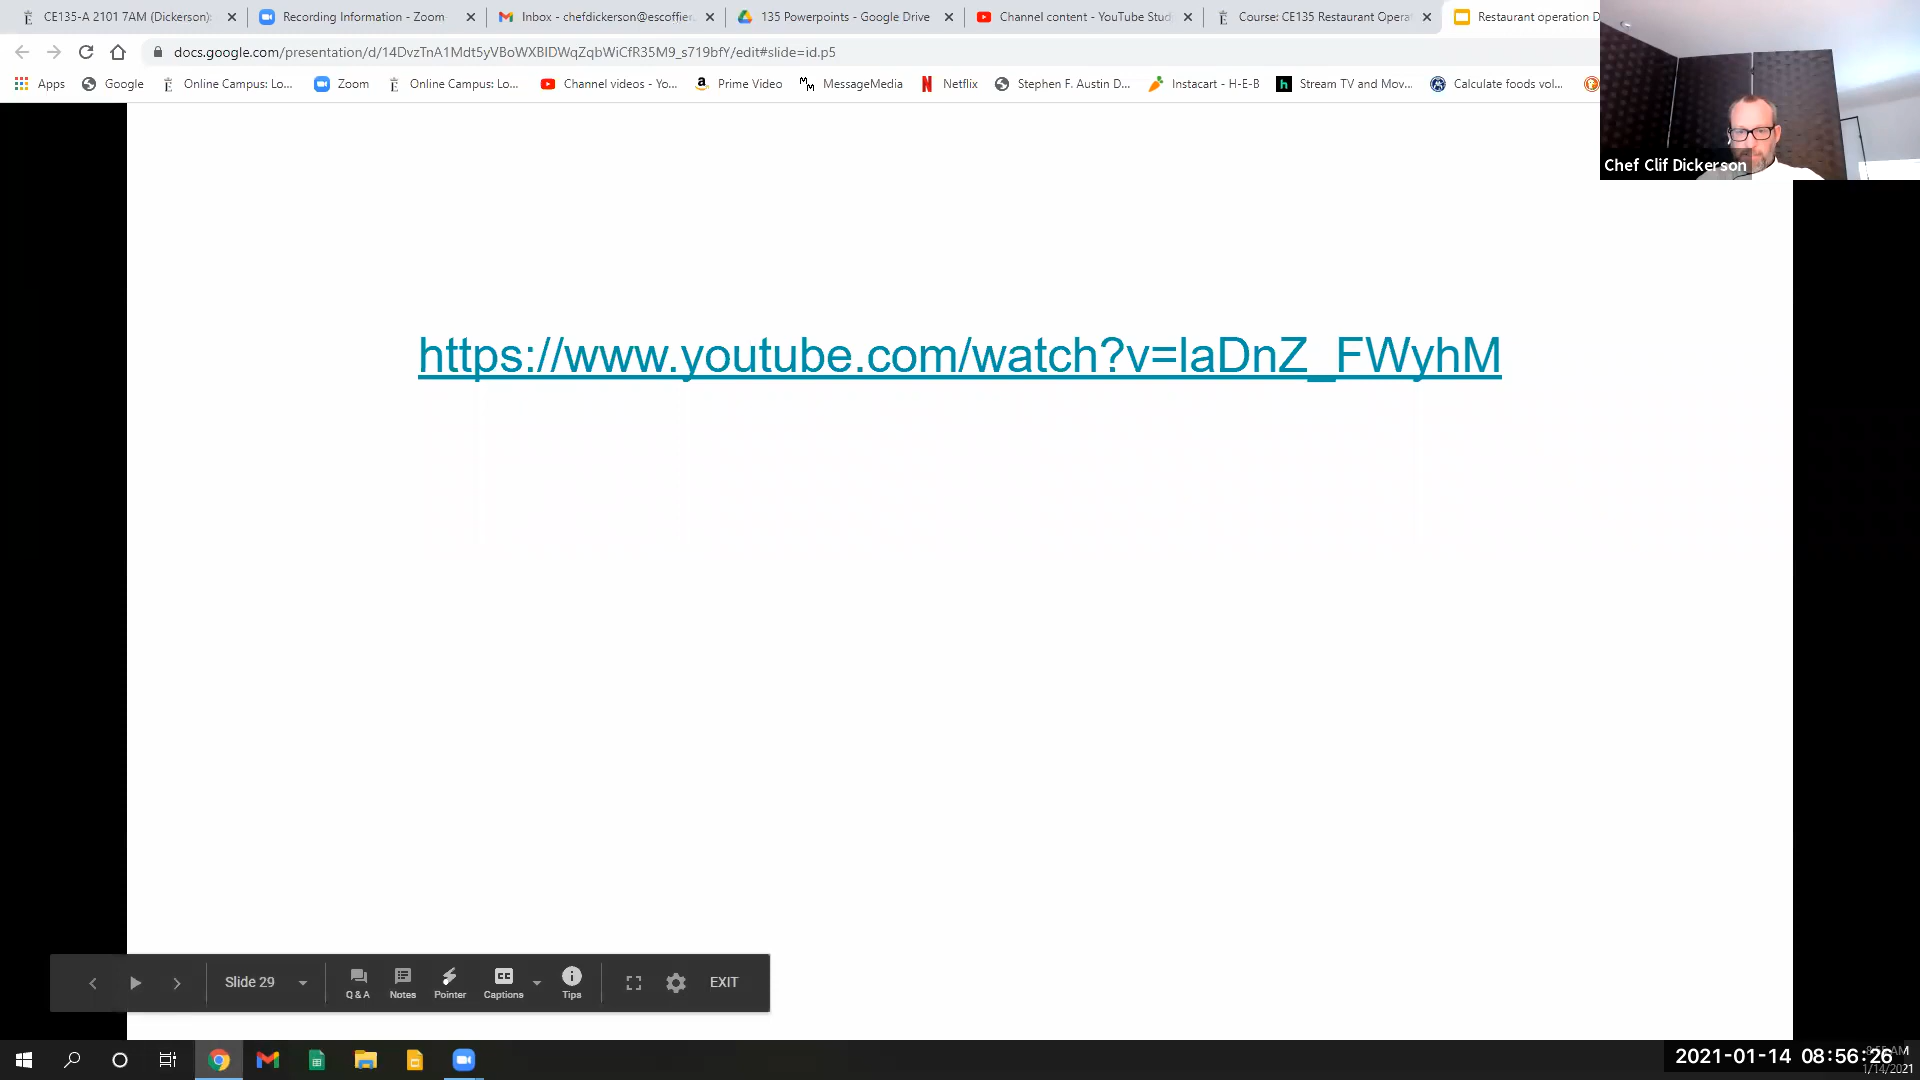 CE135-A 2101 7AM (Dickerson):
Recording Information - Zoom
Inbox - chefdickerson@escoffier.
135 Powerpoints - Google Drive
Channel content - YouTube Stud
Course: CE135 Restaurant Opera
Restaurant operation D
docs.google.com/presentation/d/14DvzTnA1Mdt5yVBoWXBIDWqZqbWiCfR35M9_s719bfY/edit#slide=id.p5
Apps
Google
Online Campus: Lo...
Zoom
Online Campus: Lo...
Channel videos - Yo...
Prime Video
MessageMedia
Netflix
Stephen F. Austin D...
Instacart - H-E-B
Stream TV and Mov...
Calculate foods vol...
Chef Clif Dickerson
https://www.youtube.com/watch?v=laDnZ_FWyhM
Slide 29
Q & A
Notes
Pointer
Captions
Tips
EXIT
2021-01-14 08:56:26
1/14/2021